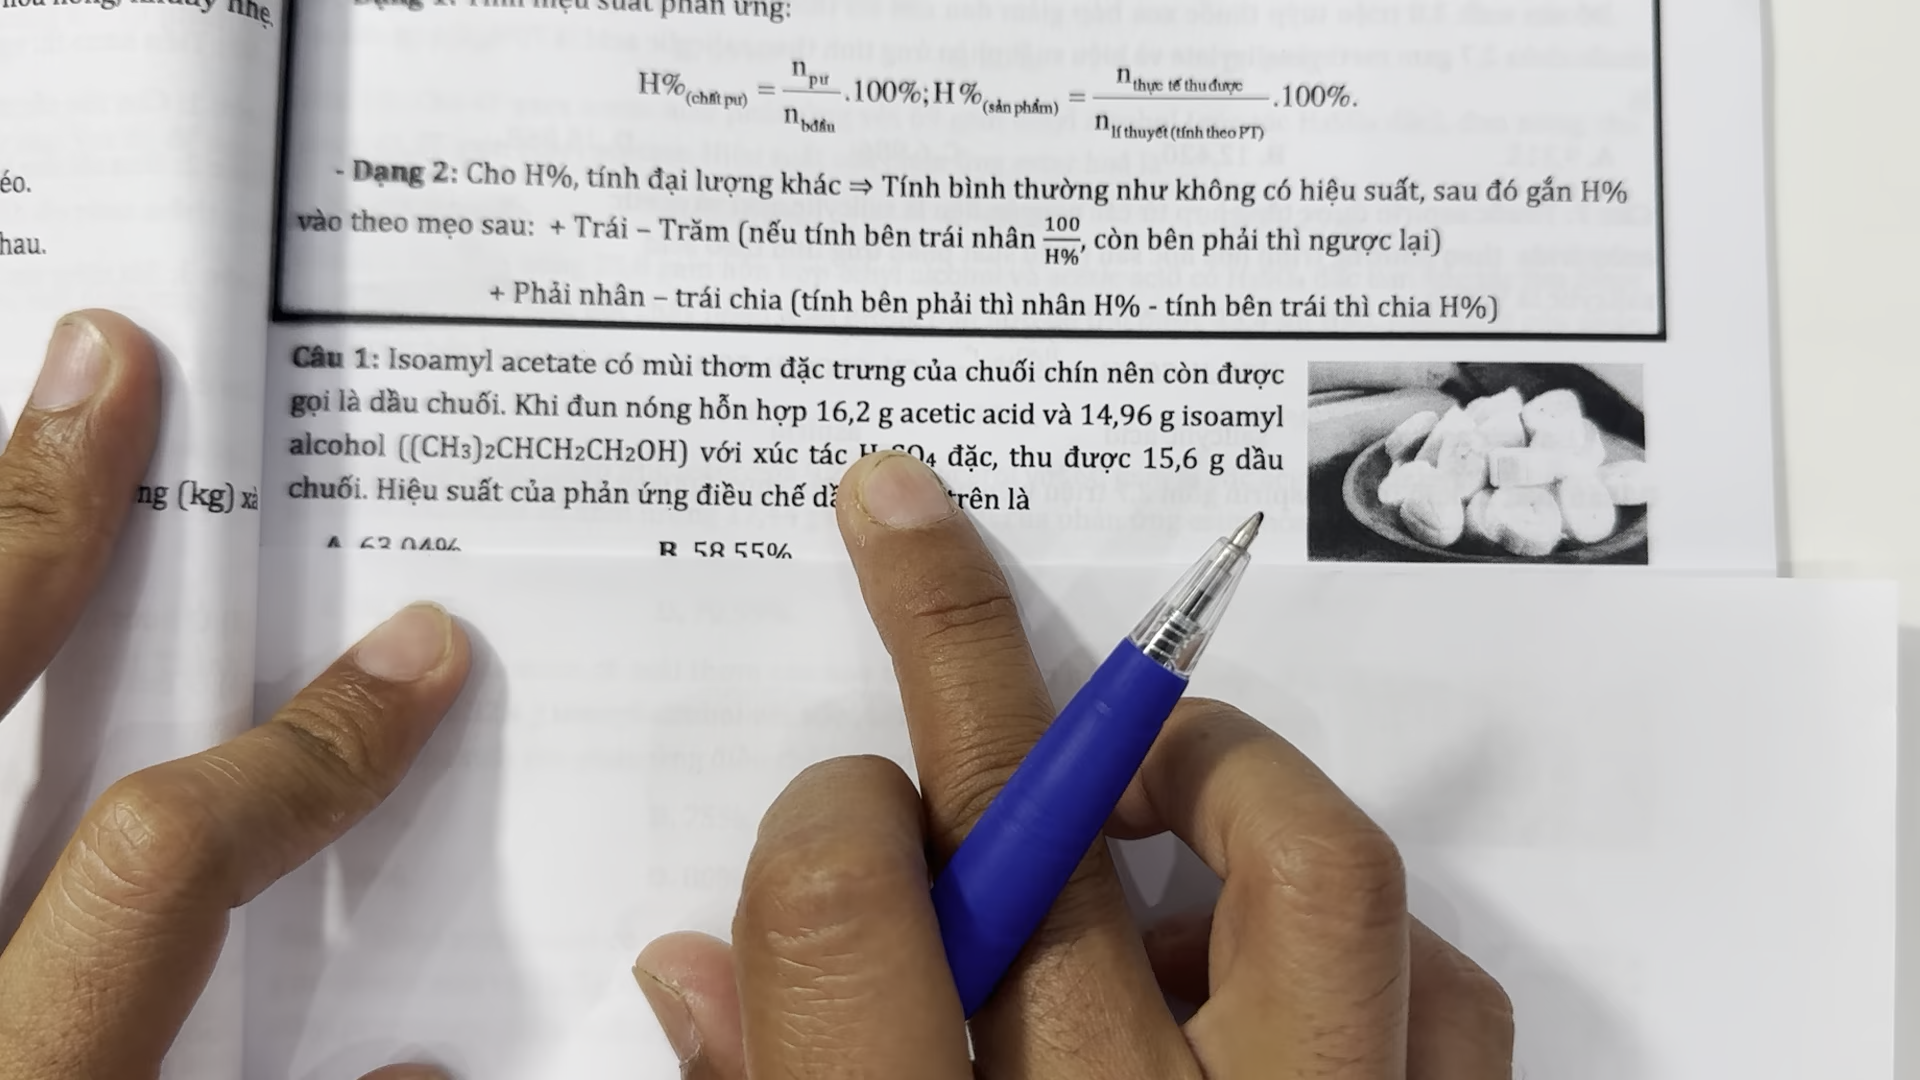 nhẹ
suất phản ứng:
H%(chất pư) = npư / nbđầu .100%; H%(sản phẩm) = nthực tế thu được / nlí thuyết (tính theo PT) .100%.
- Dạng 2: Cho H%, tính đại lượng khác ⇒ Tính bình thường như không có hiệu suất, sau đó gắn H%
vào theo mẹo sau: + Trái – Trăm (nếu tính bên trái nhân 100/H%, còn bên phải thì ngược lại)
+ Phải nhân – trái chia (tính bên phải thì nhân H% - tính bên trái thì chia H%)
éo.
hau.
ng (kg) xà
Câu 1: Isoamyl acetate có mùi thơm đặc trưng của chuối chín nên còn được
gọi là dầu chuối. Khi đun nóng hỗn hợp 16,2 g acetic acid và 14,96 g isoamyl
alcohol ((CH3)2CHCH2CH2OH) với xúc tác đặc, thu được 15,6 g dầu
chuối. Hiệu suất của phản ứng điều chế trên là
A 63,04% B 58,55%